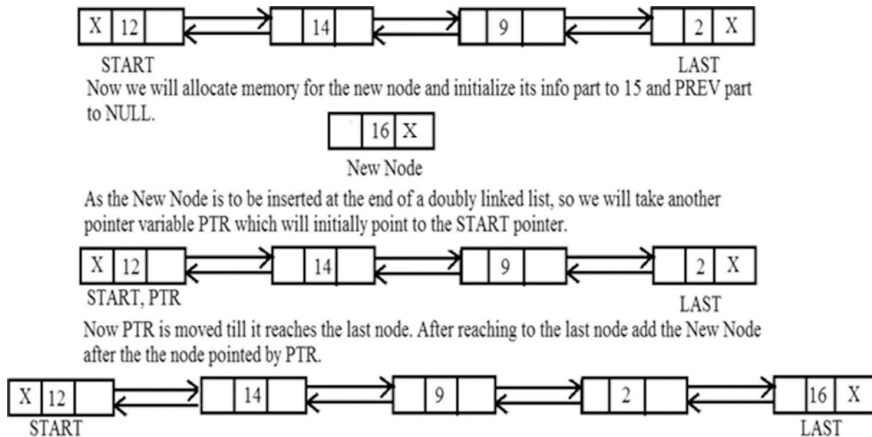 X 12 14 9 2 X
START LAST
Now we will allocate memory for the new node and initialize its info part to 15 and PREV part
to NULL.
16 X
New Node
As the New Node is to be inserted at the end of a doubly linked list, so we will take another
pointer variable PTR which will initially point to the START pointer.
X 12 14 9 2 X
START, PTR LAST
Now PTR is moved till it reaches the last node. After reaching to the last node add the New Node
after the the node pointed by PTR.
X 12 14 9 2 16 X
START LAST